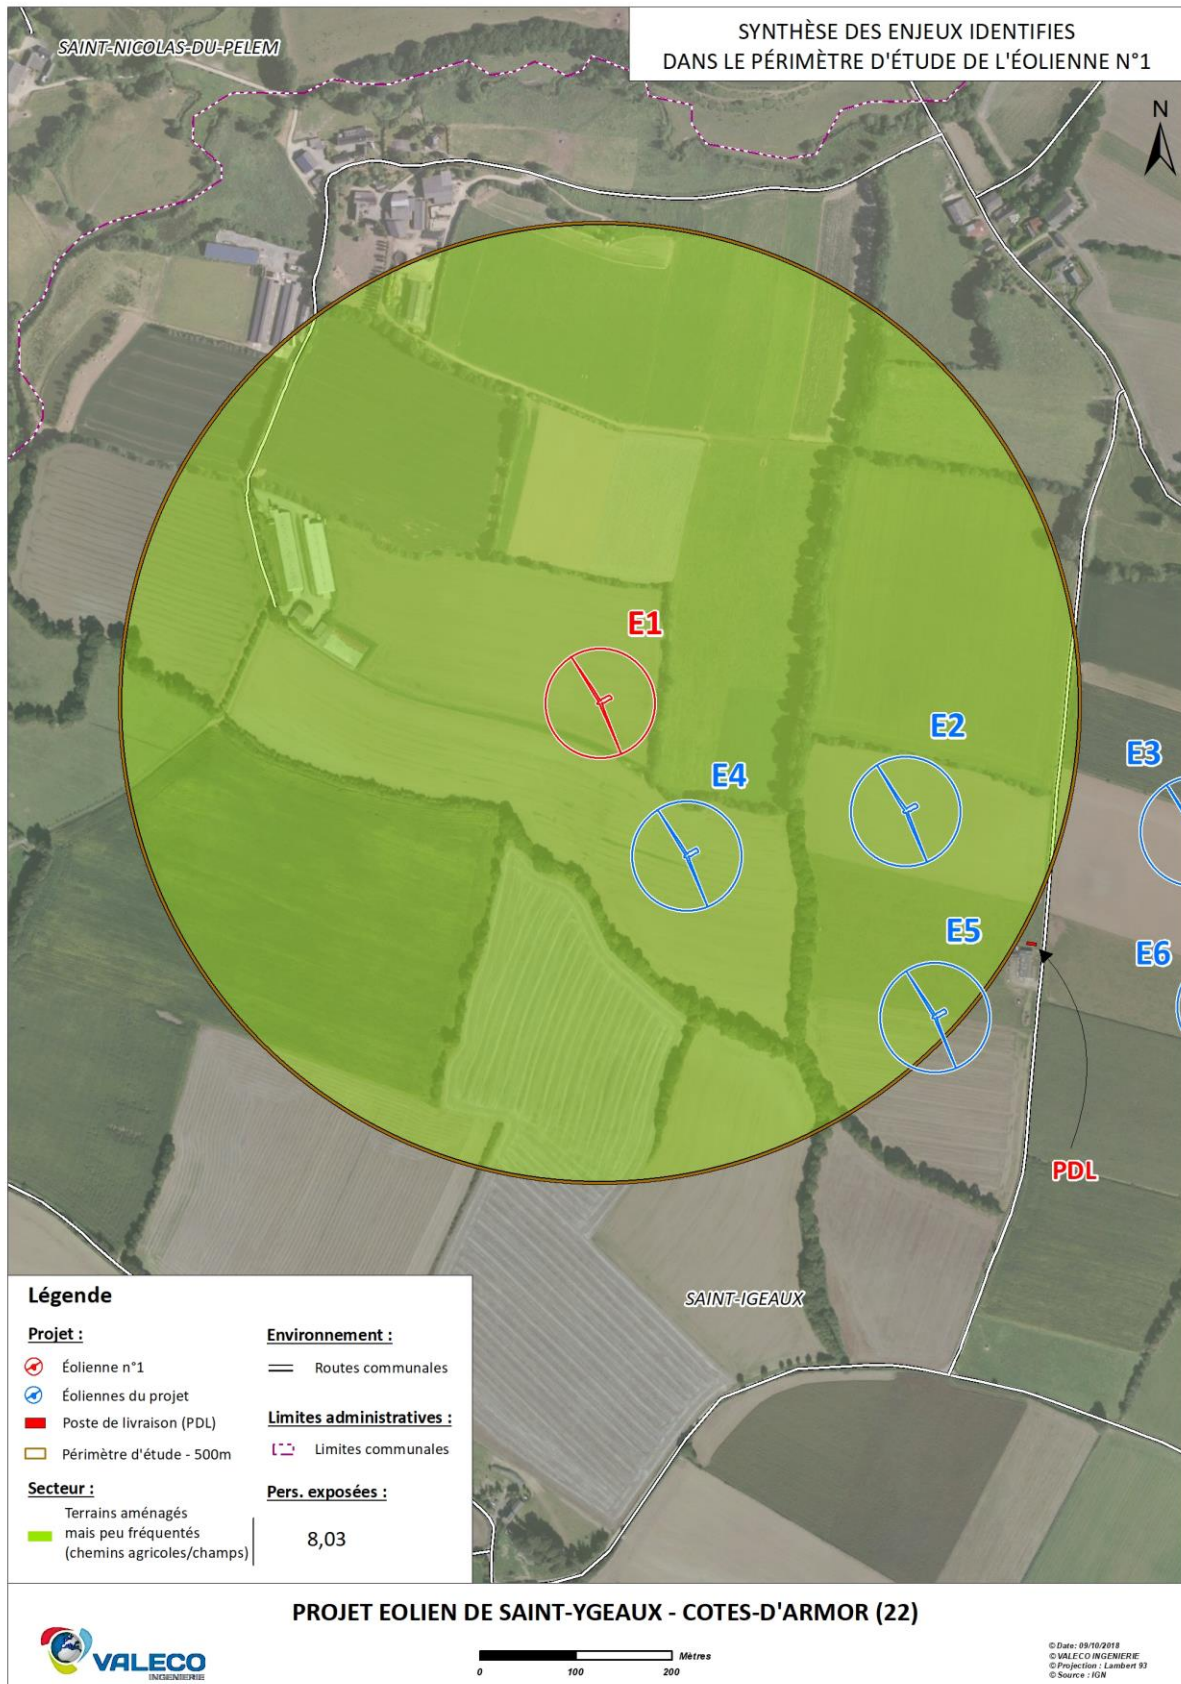 SAINT-NICOLAS-DU-PELEM
SYNTHÈSE DES ENJEUX IDENTIFIES
DANS LE PÉRIMÈTRE D'ÉTUDE DE L'ÉOLIENNE N°1
N
E1
E2
E3
E4
E5
E6
PDL
SAINT-IGEAUX
Légende
Projet :
Éolienne n°1
Éoliennes du projet
Poste de livraison (PDL)
Périmètre d'étude - 500m
Secteur :
Terrains aménagés
mais peu fréquentés
(chemins agricoles/champs)
Environnement :
Routes communales
Limites administratives :
Limites communales
Pers. exposées :
8,03
PROJET EOLIEN DE SAINT-YGEAUX - COTES-D'ARMOR (22)
VALECO
INGENIERIE
Mètres
0 100 200
© Date: 09/10/2018
© VALECO INGENIERIE
© Projection : Lambert 93
© Source : IGN